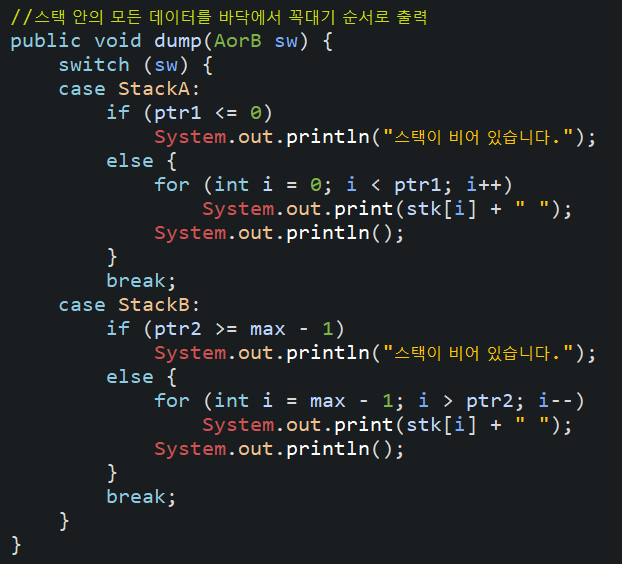 //스택 안의 모든 데이터를 바닥에서 꼭대기 순서로 출력
public void dump(AorB sw) {
    switch (sw) {
    case StackA:
        if (ptr1 <= 0)
            System.out.println("스택이 비어 있습니다.");
        else {
            for (int i = 0; i < ptr1; i++)
                System.out.print(stk[i] + " ");
            System.out.println();
        }
        break;
    case StackB:
        if (ptr2 >= max - 1)
            System.out.println("스택이 비어 있습니다.");
        else {
            for (int i = max - 1; i > ptr2; i--)
                System.out.print(stk[i] + " ");
            System.out.println();
        }
        break;
    }
}